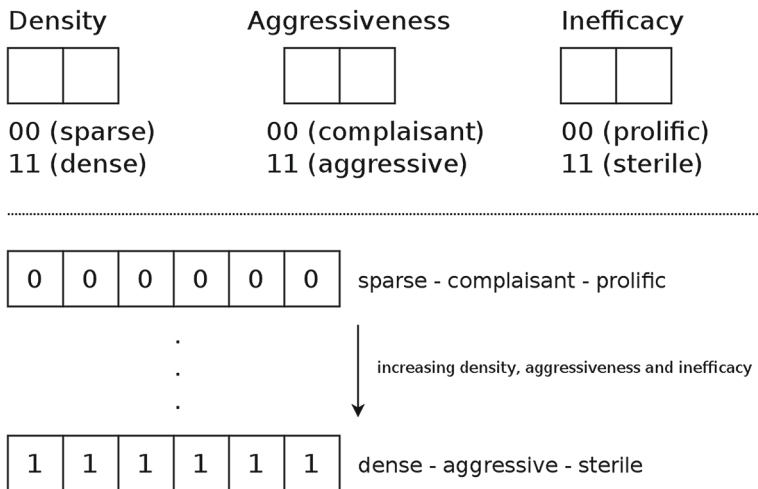 Density Aggressiveness Inefficacy
00 (sparse) 00 (complaisant) 00 (prolific)
11 (dense) 11 (aggressive) 11 (sterile)
0 0 0 0 0 0 sparse - complaisant - prolific
increasing density, aggressiveness and inefficacy
1 1 1 1 1 1 dense - aggressive - sterile